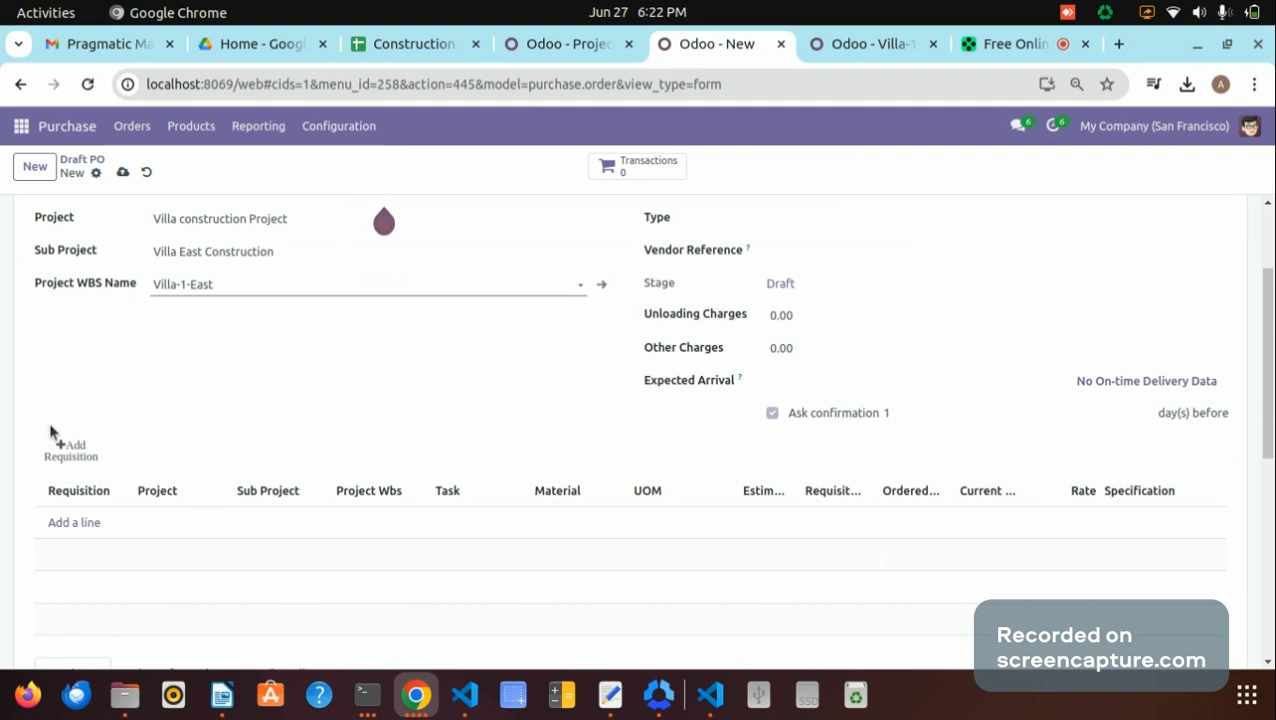 Activities Google Chrome Jun 27 6:22 PM
Pragmatic Ma Home - Googl Construction Odoo - Projec Odoo - New Odoo - Villa-1 Free Onlin
localhost:8069/web#cids=1&menu_id=258&action=445&model=purchase.order&view_type=form A
Purchase Orders Products Reporting Configuration 6 6 My Company (San Francisco)
New Draft PO
New
Transactions
0
Project Villa construction Project Type
Sub Project Villa East Construction Vendor Reference ?
Project WBS Name Villa-1-East Stage Draft
Unloading Charges 0.00
Other Charges 0.00
Expected Arrival ? No On-time Delivery Data
Ask confirmation 1 day(s) before
+Add
Requisition
Requisition Project Sub Project Project Wbs Task Material UOM Estim... Requisit... Ordered... Current ... Rate Specification
Add a line
Recorded on
screencapture.com
SSD